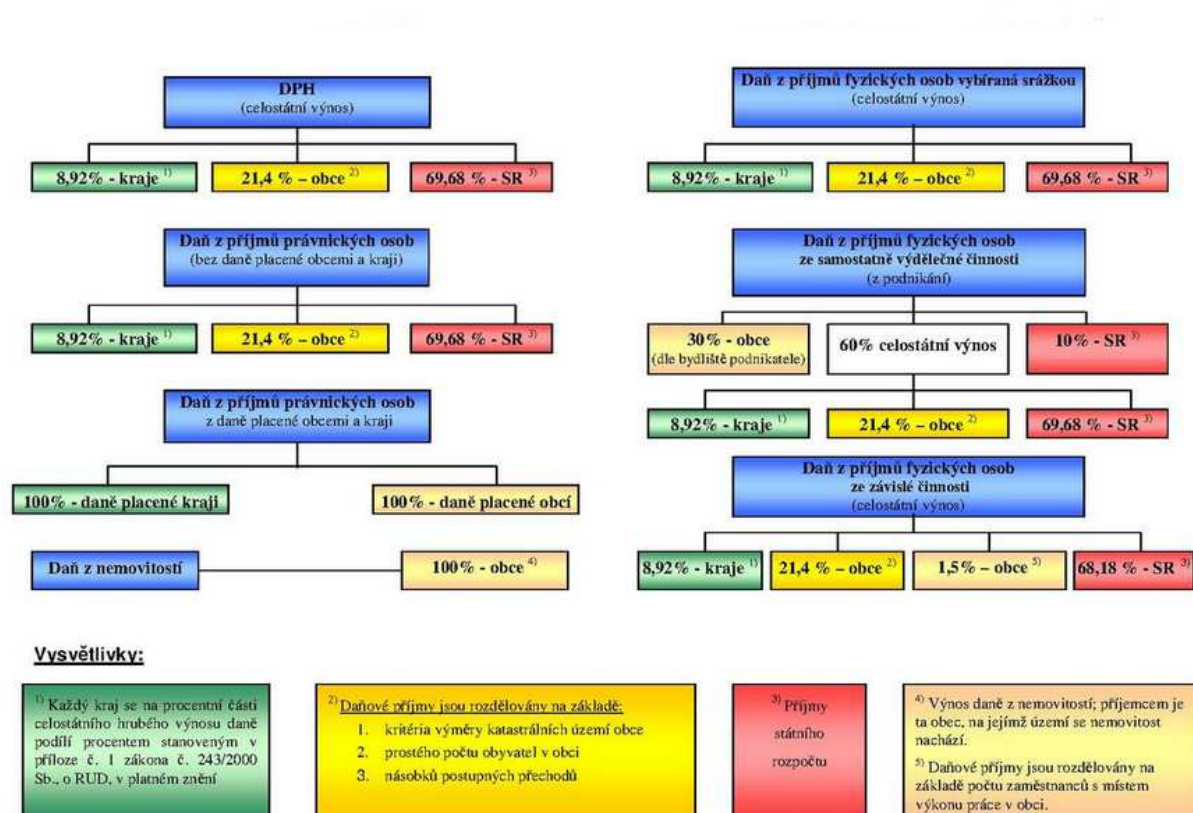 DPH
(celostátní výnos)
8,92% - kraje 1)
21,4 % – obce 2)
69,68 % - SR 3)
Daň z příjmů právnických osob
(bez daně placené obcemi a kraji)
8,92% - kraje 1)
21,4 % – obce 2)
69,68 % - SR 3)
Daň z příjmů právnických osob
z daně placené obcemi a kraji
100% - daně placené kraji
100% - daně placené obcí
Daň z nemovitostí
100% - obce 4)
Daň z příjmů fyzických osob vybíraná srážkou
(celostátní výnos)
8,92% - kraje 1)
21,4 % – obce 2)
69,68 % - SR 3)
Daň z příjmů fyzických osob
ze samostatně výdělečné činnosti
(z podnikání)
30% - obce
(dle bydliště podnikatele)
60% celostátní výnos
10% - SR 3)
8,92% - kraje 1)
21,4 % – obce 2)
69,68 % - SR 3)
Daň z příjmů fyzických osob
ze závislé činnosti
(celostátní výnos)
8,92% - kraje 1)
21,4 % – obce 2)
1,5% – obce 5)
68,18 % - SR 3)
Vysvětlivky:
1) Každý kraj se na procentní části
celostátního hrubého výnosu daně
podílí procentem stanoveným v
příloze č. 1 zákona č. 243/2000
Sb., o RUD, v platném znění
2) Daňové příjmy jsou rozdělovány na základě:
1. kritéria výměry katastrálních území obce
2. prostého počtu obyvatel v obci
3. násobků postupných přechodů
3) Příjmy
státního
rozpočtu
4) Výnos daně z nemovitostí; příjemcem je
ta obec, na jejímž území se nemovitost
nachází.
5) Daňové příjmy jsou rozdělovány na
základě počtu zaměstnanců s místem
výkonu práce v obci.